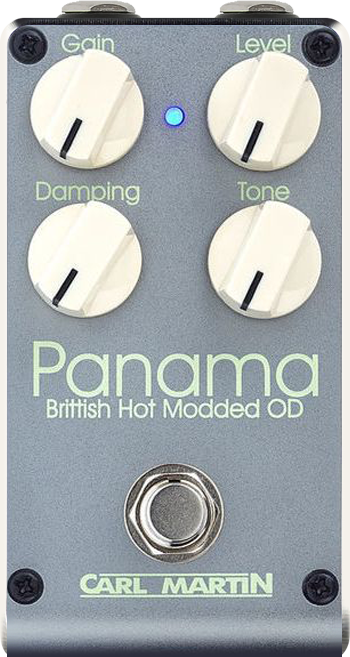 Gain Level
Damping Tone
Panama
Brittish Hot Modded OD
CARL MARTIN